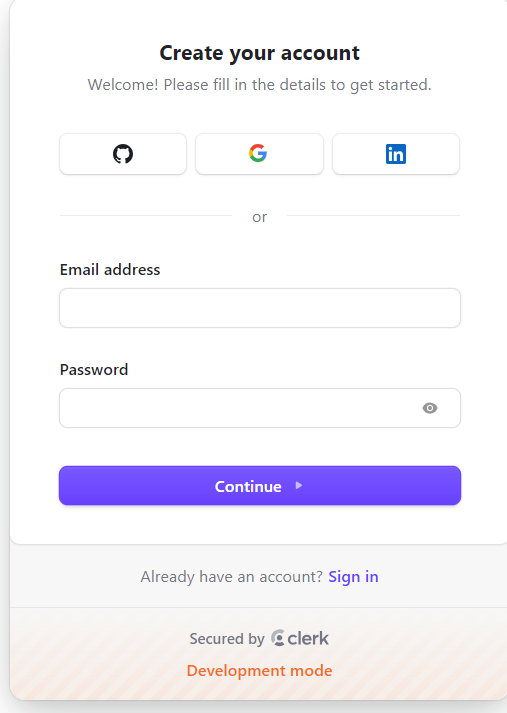 Create your account
Welcome! Please fill in the details to get started.
in
or
Email address
Password
Continue
Already have an account? Sign in
Secured by clerk
Development mode